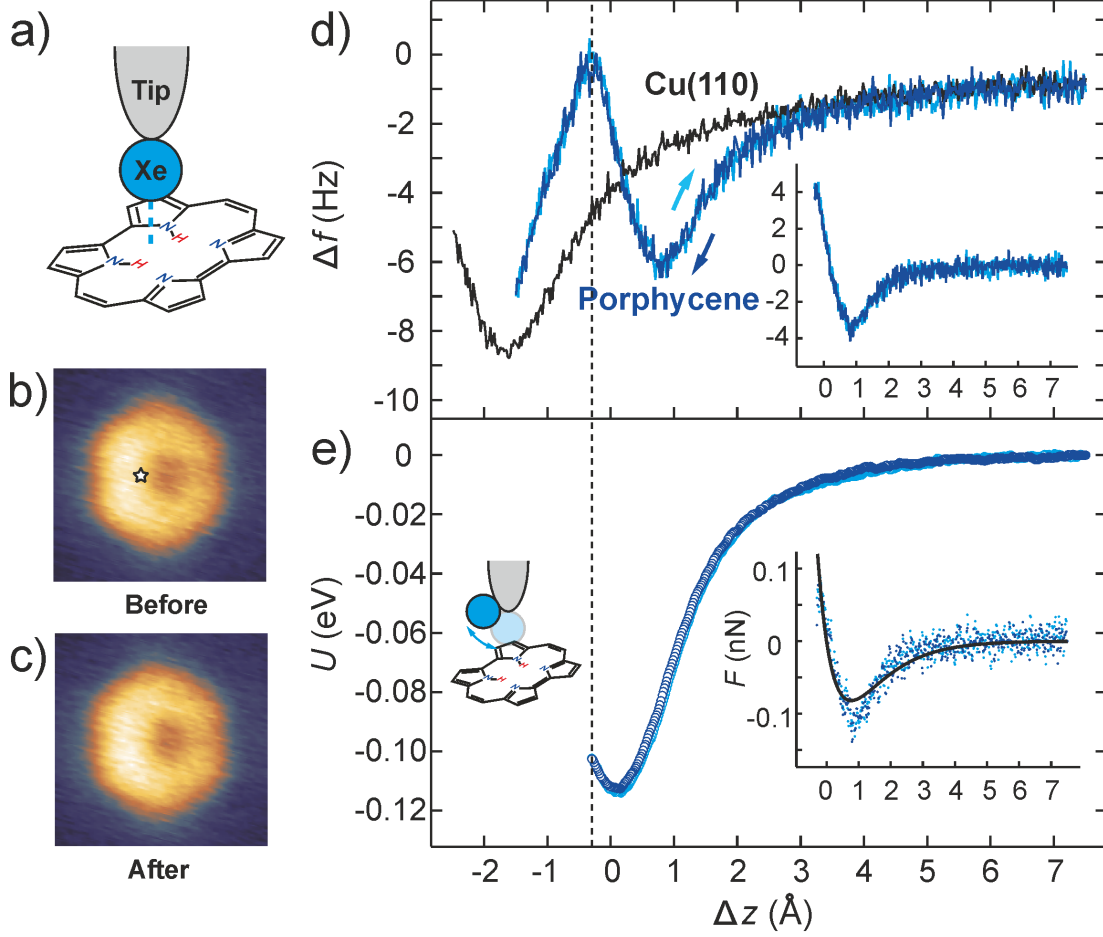 a)
Tip
Xe
N
H
N
H
N
N
b)
Before
c)
After
d)
Δf (Hz)
0
-2
-4
-6
-8
-10
Cu(110)
Porphycene
4
2
0
-2
-4
0 1 2 3 4 5 6 7
e)
U (eV)
0
-0.02
-0.04
-0.06
-0.08
-0.10
-0.12
N
H
N
H
N
N
F (nN)
0.1
0
-0.1
0 1 2 3 4 5 6 7
-2 -1 0 1 2 3 4 5 6 7
Δz (Å)